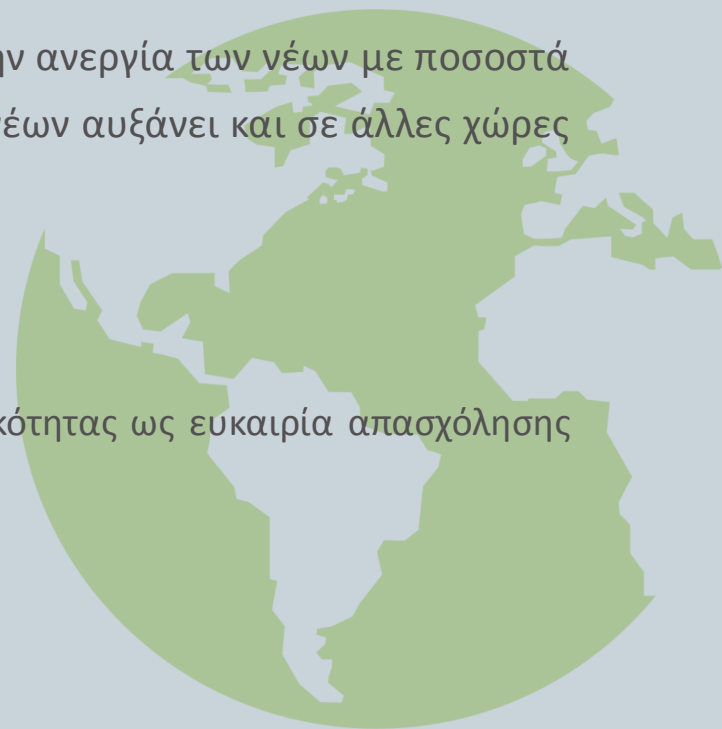 ην ανεργία των νέων με ποσοστά
νέων αυξάνει και σε άλλες χώρες
κότητας ως ευκαιρία απασχόλησης